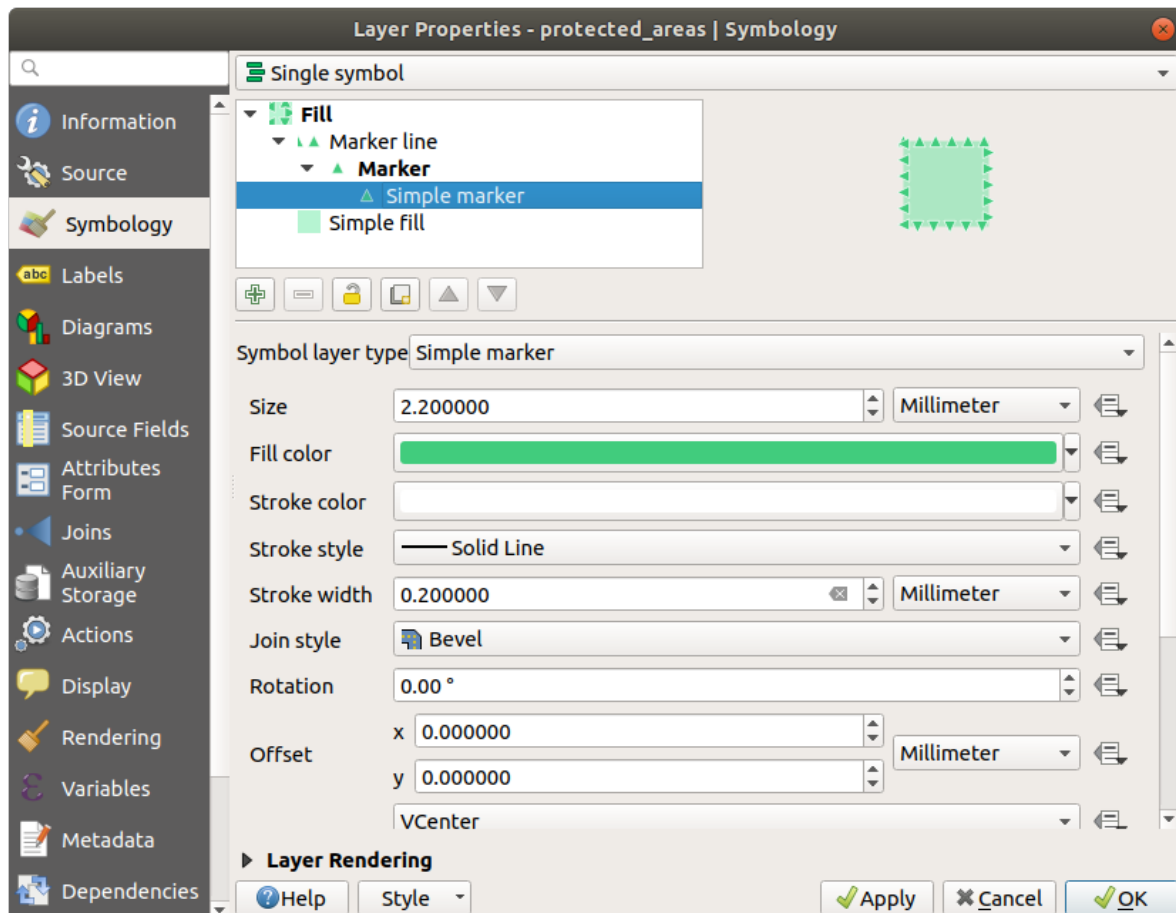 Layer Properties - protected_areas | Symbology
Single symbol
Information
Source
Symbology
abc Labels
Diagrams
3D View
Source Fields
Attributes
Form
Joins
Auxiliary
Storage
Actions
Display
Rendering
Variables
Metadata
Dependencies
Fill
Marker line
Marker
Simple marker
Simple fill
Symbol layer type Simple marker
Size 2.200000 Millimeter
Fill color
Stroke color
Stroke style Solid Line
Stroke width 0.200000 Millimeter
Join style Bevel
Rotation 0.00 °
Offset x 0.000000 Millimeter
y 0.000000
VCenter
Layer Rendering
Help Style Apply Cancel OK